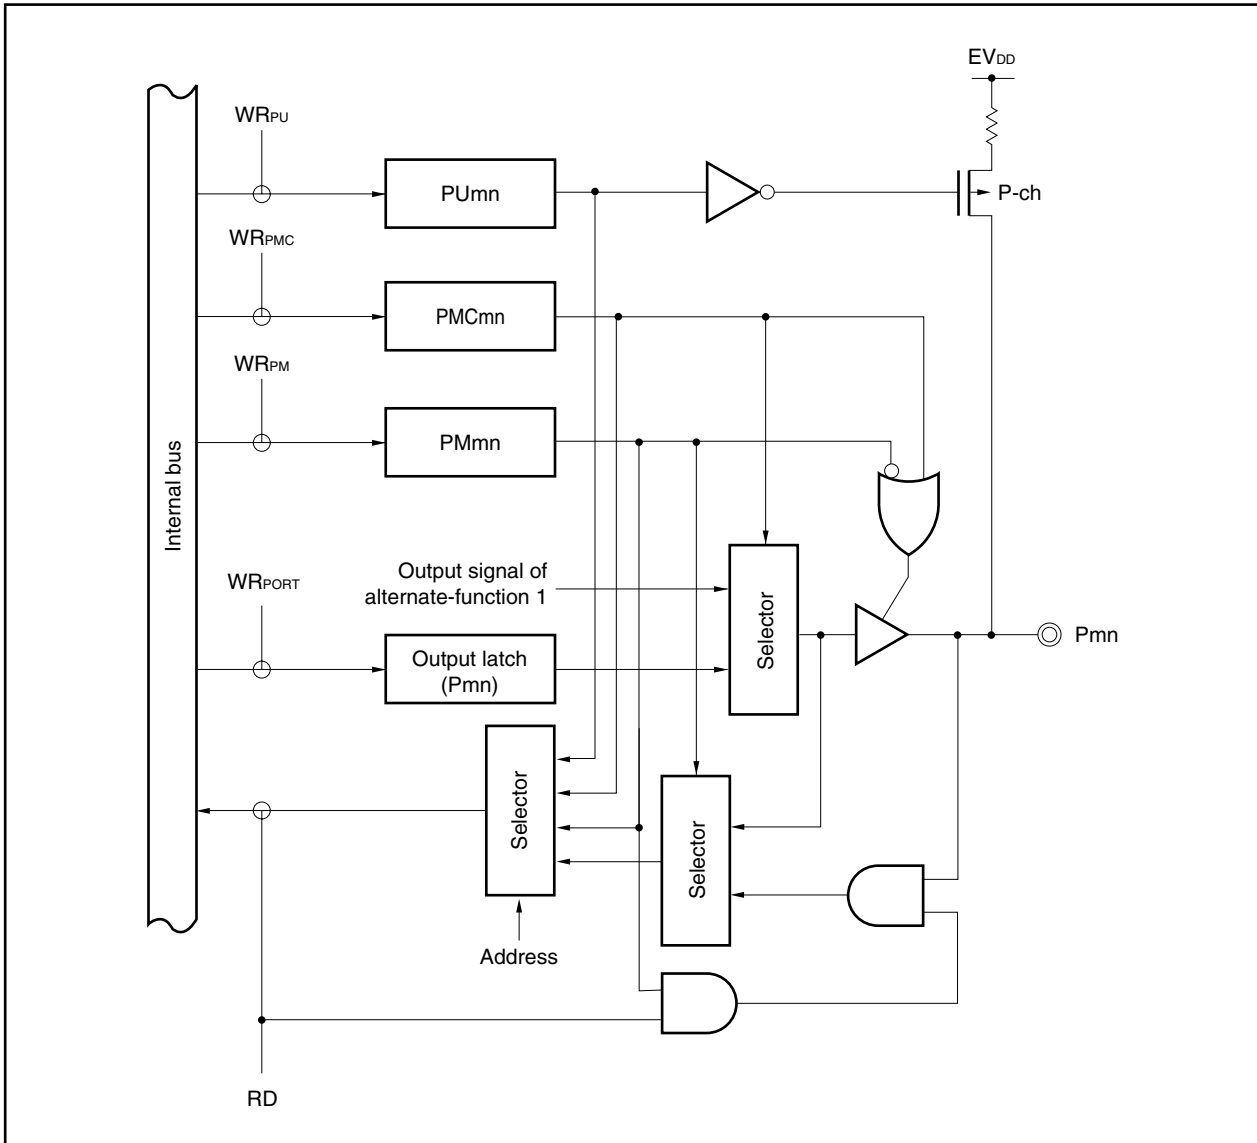 EVDD
WRPU
PUmn
P-ch
WRPMC
PMCmn
WRPM
PMmn
Internal bus
Output signal of
alternate-function 1
WRPORT
Output latch
(Pmn)
Selector
Pmn
Selector
Selector
Address
RD